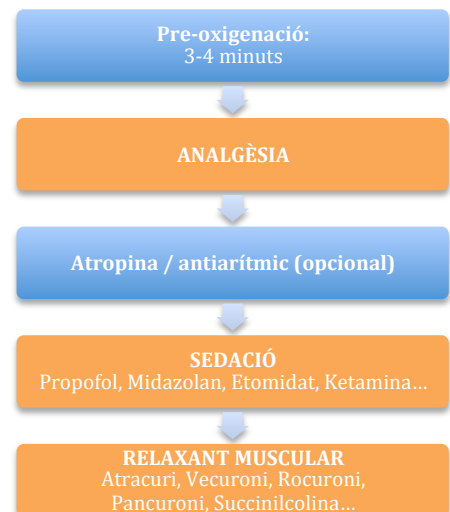 Pre-oxigenació:
3-4 minuts
ANALGÈSIA
Atropina / antiarítmic (opcional)
SEDACIÓ
Propofol, Midazolan, Etomidat, Ketamina…
RELAXANT MUSCULAR
Atracuri, Vecuroni, Rocuroni,
Pancuroni, Succinilcolina…